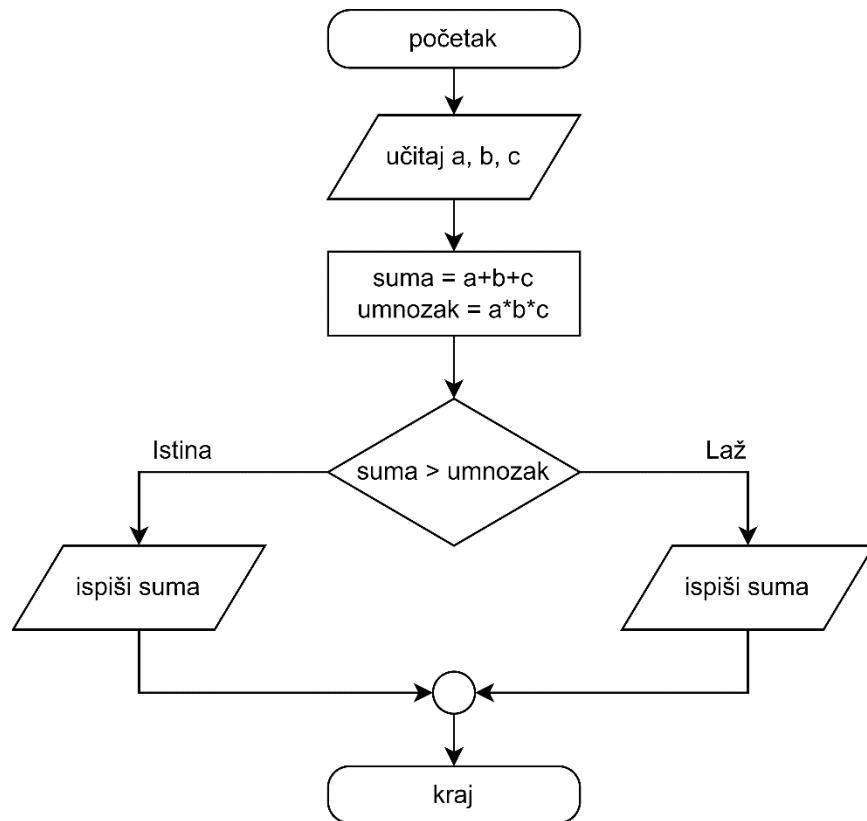 početak
učitaj a, b, c
suma = a+b+c
umnozak = a*b*c
suma > umnozak
Istina
Laž
ispiši suma
ispiši suma
kraj